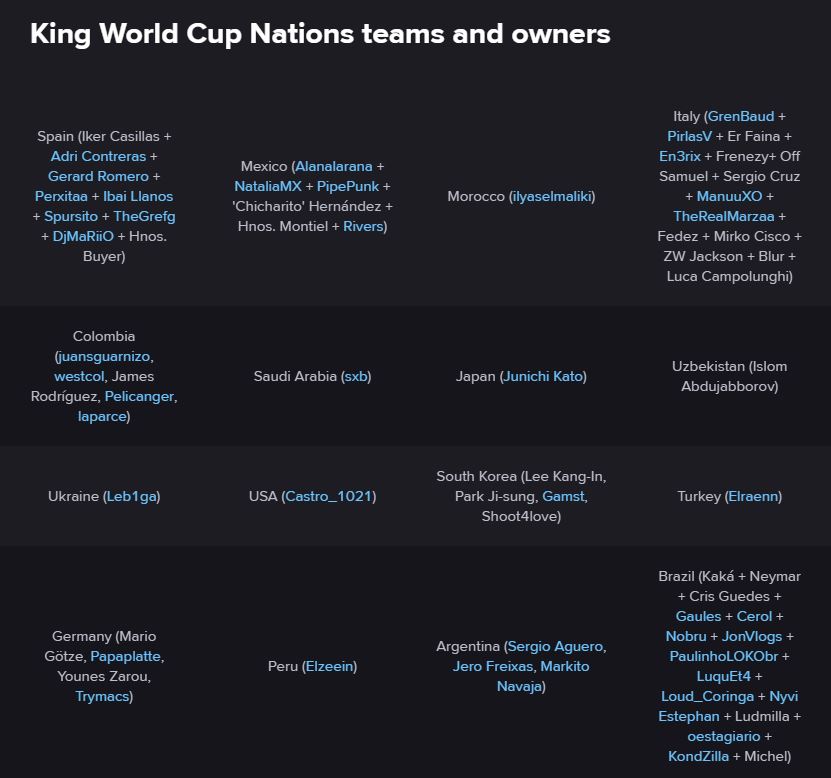 King World Cup Nations teams and owners
Spain (Iker Casillas +
Adri Contreras +
Gerard Romero +
Perxitaa + Ibai Llanos
+ Spursito + TheGrefg
+ DjMaRiiO + Hnos.
Buyer)
Mexico (Alanalarana +
NataliaMX + PipePunk +
'Chicharito' Hernández +
Hnos. Montiel + Rivers)
Morocco (ilyaselmaliki)
Italy (GrenBaud +
PirlasV + Er Faina +
En3rix + Frenezy+ Off
Samuel + Sergio Cruz
+ ManuuXO +
TheRealMarzaa +
Fedez + Mirko Cisco +
ZW Jackson + Blur +
Luca Campolunghi)
Colombia
(juansguarnizo,
westcol, James
Rodríguez, Pelicanger,
laparce)
Saudi Arabia (sxb)
Japan (Junichi Kato)
Uzbekistan (Islom
Abdujabborov)
Ukraine (Leb1ga)
USA (Castro_1021)
South Korea (Lee Kang-In,
Park Ji-sung, Gamst,
Shoot4love)
Turkey (Elraenn)
Germany (Mario
Götze, Papaplatte,
Younes Zarou,
Trymacs)
Peru (Elzeein)
Argentina (Sergio Aguero,
Jero Freixas, Markito
Navaja)
Brazil (Kaká + Neymar
+ Cris Guedes +
Gaules + Cerol +
Nobru + JonVlogs +
PaulinhoLOKObr +
LuquEt4 +
Loud_Coringa + Nyvi
Estephan + Ludmilla +
oestagiario +
KondZilla + Michel)